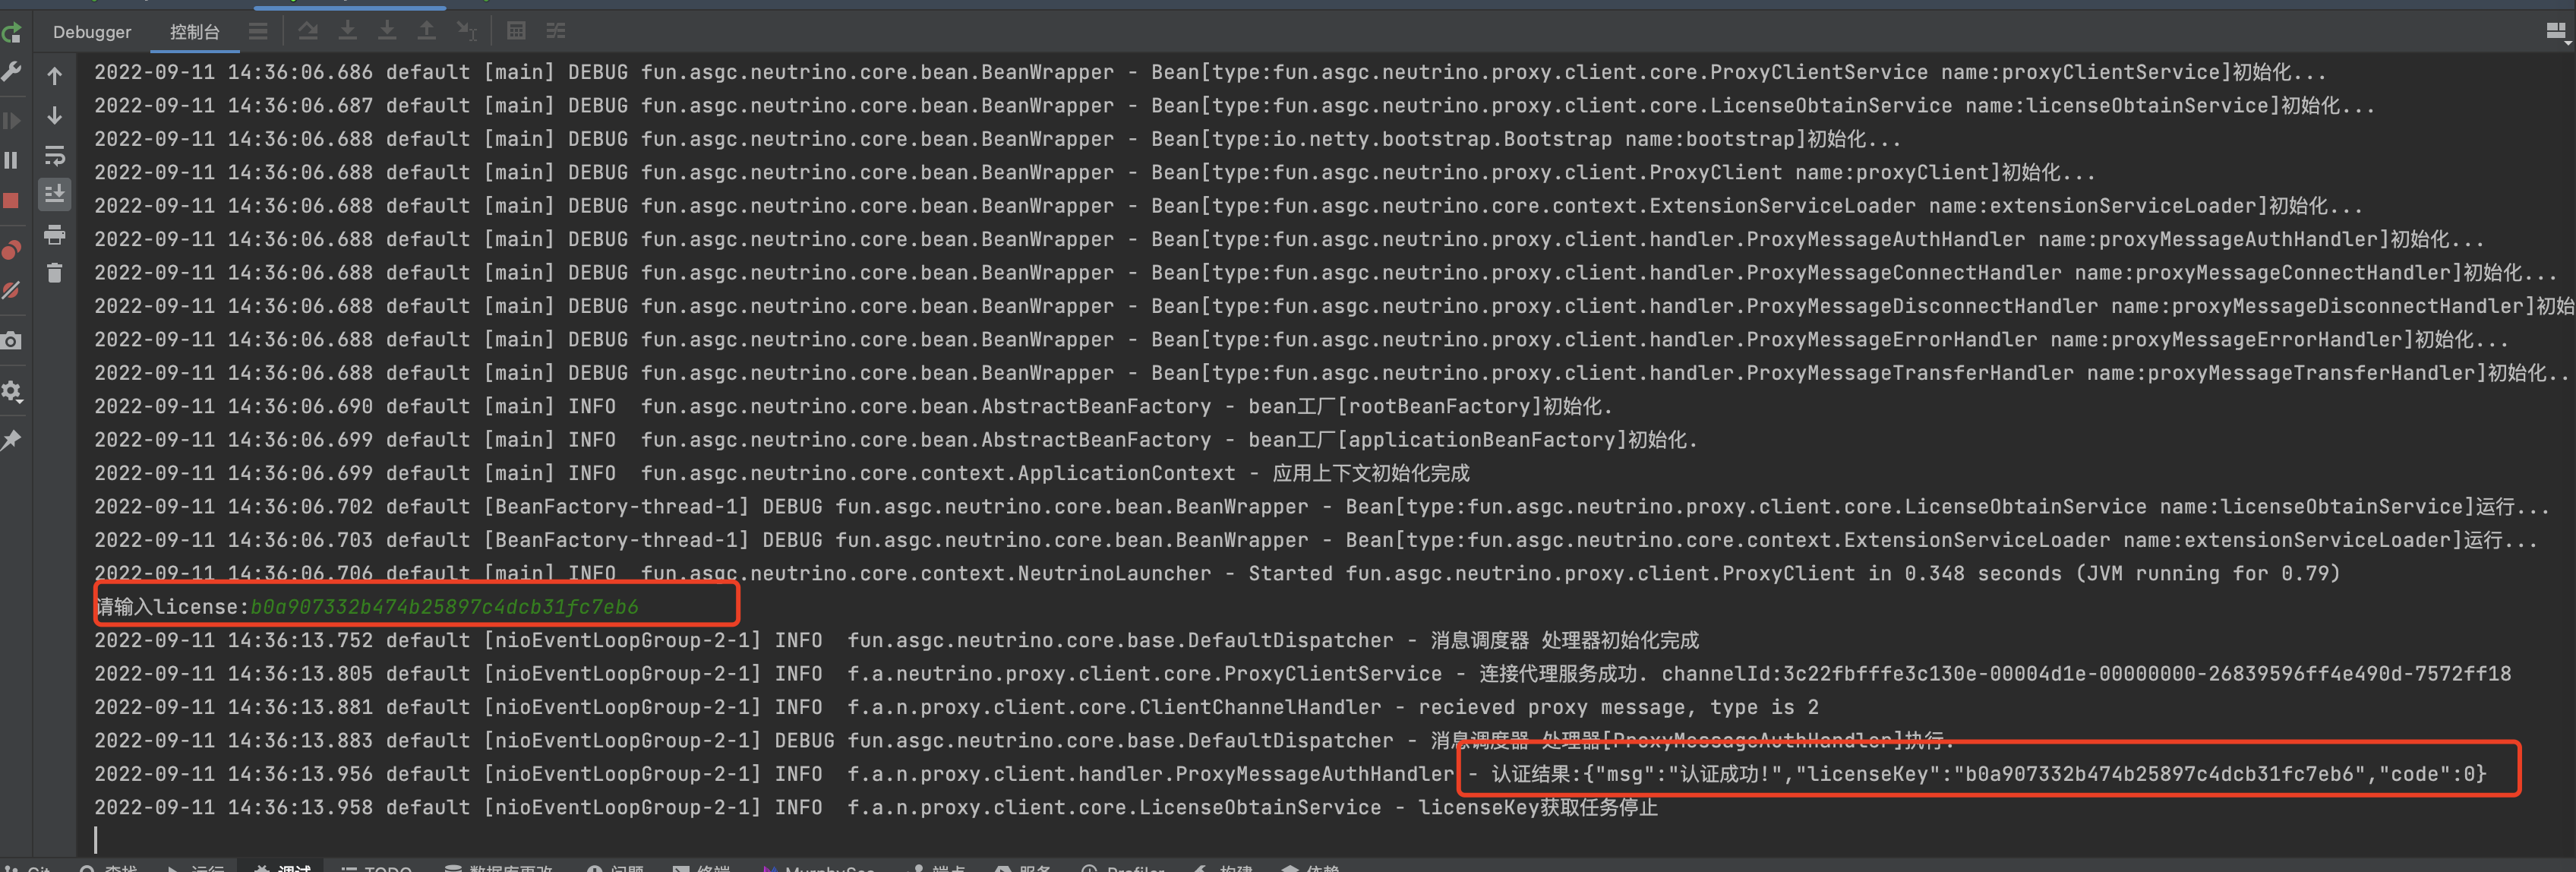 Debugger 控制台
2022-09-11 14:36:06.686 default [main] DEBUG fun.asgc.neutrino.core.bean.BeanWrapper - Bean[type:fun.asgc.neutrino.proxy.client.core.ProxyClientService name:proxyClientService]初始化...
2022-09-11 14:36:06.687 default [main] DEBUG fun.asgc.neutrino.core.bean.BeanWrapper - Bean[type:fun.asgc.neutrino.proxy.client.core.LicenseObtainService name:licenseObtainService]初始化...
2022-09-11 14:36:06.688 default [main] DEBUG fun.asgc.neutrino.core.bean.BeanWrapper - Bean[type:io.netty.bootstrap.Bootstrap name:bootstrap]初始化...
2022-09-11 14:36:06.688 default [main] DEBUG fun.asgc.neutrino.core.bean.BeanWrapper - Bean[type:fun.asgc.neutrino.proxy.client.ProxyClient name:proxyClient]初始化...
2022-09-11 14:36:06.688 default [main] DEBUG fun.asgc.neutrino.core.bean.BeanWrapper - Bean[type:fun.asgc.neutrino.core.context.ExtensionServiceLoader name:extensionServiceLoader]初始化...
2022-09-11 14:36:06.688 default [main] DEBUG fun.asgc.neutrino.core.bean.BeanWrapper - Bean[type:fun.asgc.neutrino.proxy.client.handler.ProxyMessageAuthHandler name:proxyMessageAuthHandler]初始化...
2022-09-11 14:36:06.688 default [main] DEBUG fun.asgc.neutrino.core.bean.BeanWrapper - Bean[type:fun.asgc.neutrino.proxy.client.handler.ProxyMessageConnectHandler name:proxyMessageConnectHandler]初始化...
2022-09-11 14:36:06.688 default [main] DEBUG fun.asgc.neutrino.core.bean.BeanWrapper - Bean[type:fun.asgc.neutrino.proxy.client.handler.ProxyMessageDisconnectHandler name:proxyMessageDisconnectHandler]初始
2022-09-11 14:36:06.688 default [main] DEBUG fun.asgc.neutrino.core.bean.BeanWrapper - Bean[type:fun.asgc.neutrino.proxy.client.handler.ProxyMessageErrorHandler name:proxyMessageErrorHandler]初始化...
2022-09-11 14:36:06.688 default [main] DEBUG fun.asgc.neutrino.core.bean.BeanWrapper - Bean[type:fun.asgc.neutrino.proxy.client.handler.ProxyMessageTransferHandler name:proxyMessageTransferHandler]初始化..
2022-09-11 14:36:06.690 default [main] INFO  fun.asgc.neutrino.core.bean.AbstractBeanFactory - bean工厂[rootBeanFactory]初始化.
2022-09-11 14:36:06.699 default [main] INFO  fun.asgc.neutrino.core.bean.AbstractBeanFactory - bean工厂[applicationBeanFactory]初始化.
2022-09-11 14:36:06.699 default [main] INFO  fun.asgc.neutrino.core.context.ApplicationContext - 应用上下文初始化完成
2022-09-11 14:36:06.702 default [BeanFactory-thread-1] DEBUG fun.asgc.neutrino.core.bean.BeanWrapper - Bean[type:fun.asgc.neutrino.proxy.client.core.LicenseObtainService name:licenseObtainService]运行...
2022-09-11 14:36:06.703 default [BeanFactory-thread-1] DEBUG fun.asgc.neutrino.core.bean.BeanWrapper - Bean[type:fun.asgc.neutrino.core.context.ExtensionServiceLoader name:extensionServiceLoader]运行...
2022-09-11 14:36:06.706 default [main] INFO  fun.asgc.neutrino.core.context.NeutrinoLauncher - Started fun.asgc.neutrino.proxy.client.ProxyClient in 0.348 seconds (JVM running for 0.79)
请输入license:b0a907332b474b25897c4dcb31fc7eb6
2022-09-11 14:36:13.752 default [nioEventLoopGroup-2-1] INFO  fun.asgc.neutrino.core.base.DefaultDispatcher - 消息调度器 处理器初始化完成
2022-09-11 14:36:13.805 default [nioEventLoopGroup-2-1] INFO  f.a.neutrino.proxy.client.core.ProxyClientService - 连接代理服务成功. channelId:3c22fbfffe3c130e-00004d1e-00000000-26839596ff4e490d-7572ff18
2022-09-11 14:36:13.881 default [nioEventLoopGroup-2-1] INFO  f.a.n.proxy.client.core.ClientChannelHandler - recieved proxy message, type is 2
2022-09-11 14:36:13.883 default [nioEventLoopGroup-2-1] DEBUG fun.asgc.neutrino.core.base.DefaultDispatcher - 消息调度器 处理器[ProxyMessageAuthHandler]执行.
2022-09-11 14:36:13.956 default [nioEventLoopGroup-2-1] INFO  f.a.n.proxy.client.handler.ProxyMessageAuthHandler - 认证结果:{"msg":"认证成功!","licenseKey":"b0a907332b474b25897c4dcb31fc7eb6","code":0}
2022-09-11 14:36:13.958 default [nioEventLoopGroup-2-1] INFO  f.a.n.proxy.client.core.LicenseObtainService - licenseKey获取任务停止
Git 查找 运行 调试 TODO 数据库更改 问题 终端 MurphySec 端点 服务 Profiler 构建 依赖